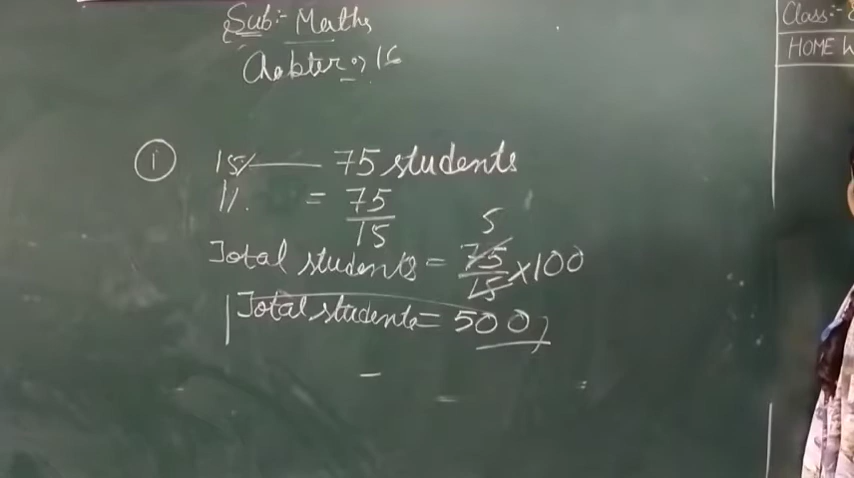 Sub:- Maths
Chapter :> 16
Class:-
HOME W
1 15% —— 75 students
1% = 75/15
Total students = 75/15 × 100
5
Total students = 500